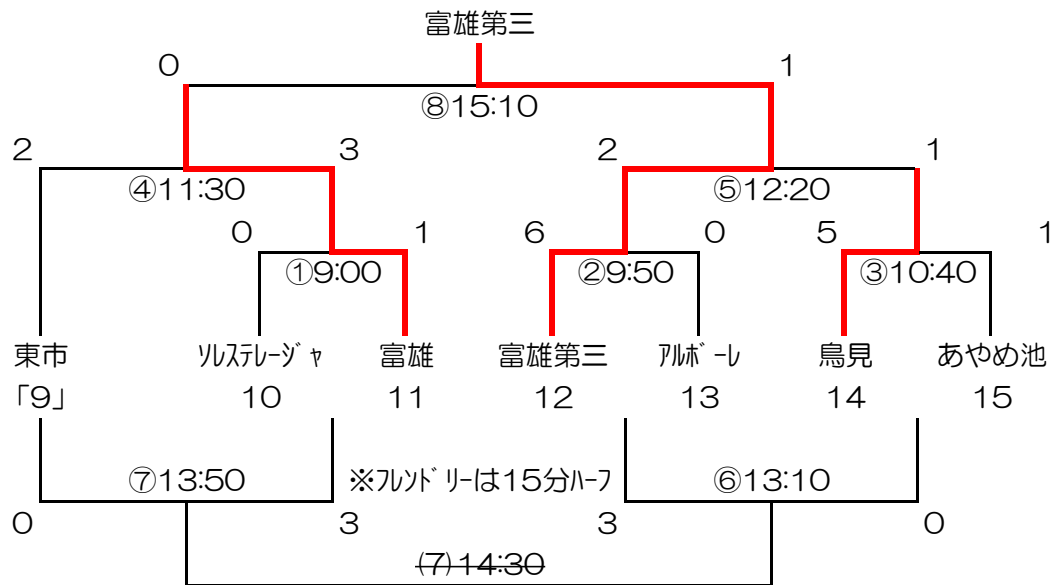 富雄第三
0 1
⑧15:10
2 3 2 1
④11:30 ⑤12:20
0 1 6 0 5 1
①9:00 ②9:50 ③10:40
東市 ソレステレージャ 富雄 富雄第三 アルボーレ 鳥見 あやめ池
「9」 10 11 12 13 14 15
⑦13:50 ※フレンドリーは15分ハーフ ⑥13:10
0 3 3 0
(7)14:30